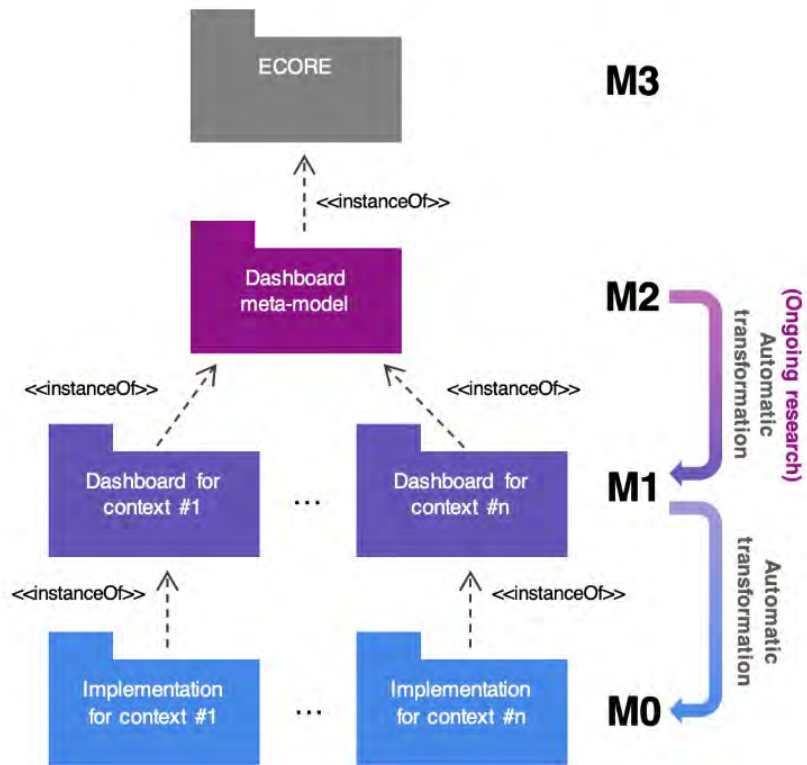 ECORE
M3
<<instanceOf>>
Dashboard
meta-model
M2
(Ongoing research)
Automatic
transformation
<<instanceOf>>
<<instanceOf>>
Dashboard for
context #1
...
Dashboard for
context #n
M1
<<instanceOf>>
<<instanceOf>>
Automatic
transformation
Implementation
for context #1
...
Implementation
for context #n
M0